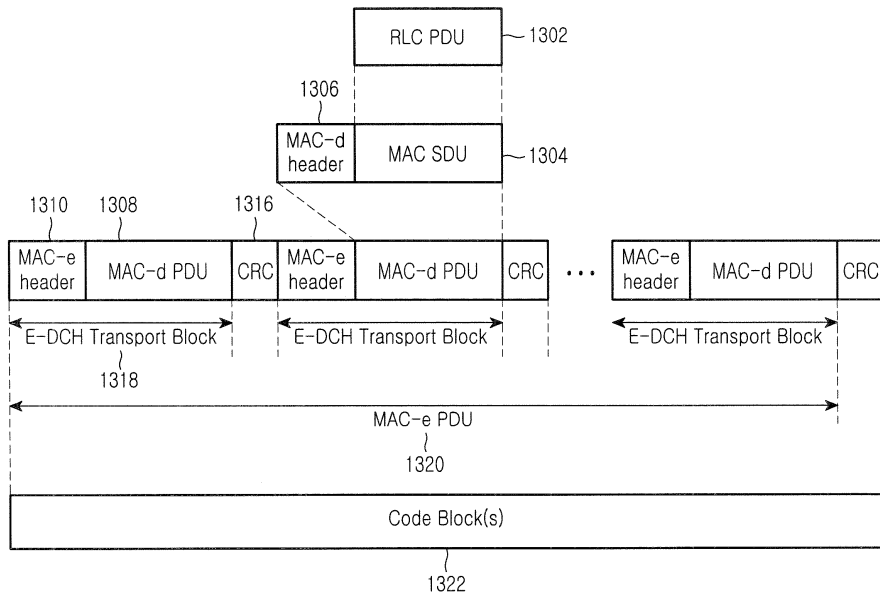 RLC PDU
1302
1306
MAC-d header
MAC SDU
1304
1310
1308
1316
MAC-e header
MAC-d PDU
CRC
MAC-e header
MAC-d PDU
CRC
•••
MAC-e header
MAC-d PDU
CRC
E-DCH Transport Block
E-DCH Transport Block
E-DCH Transport Block
1318
MAC-e PDU
1320
Code Block(s)
1322